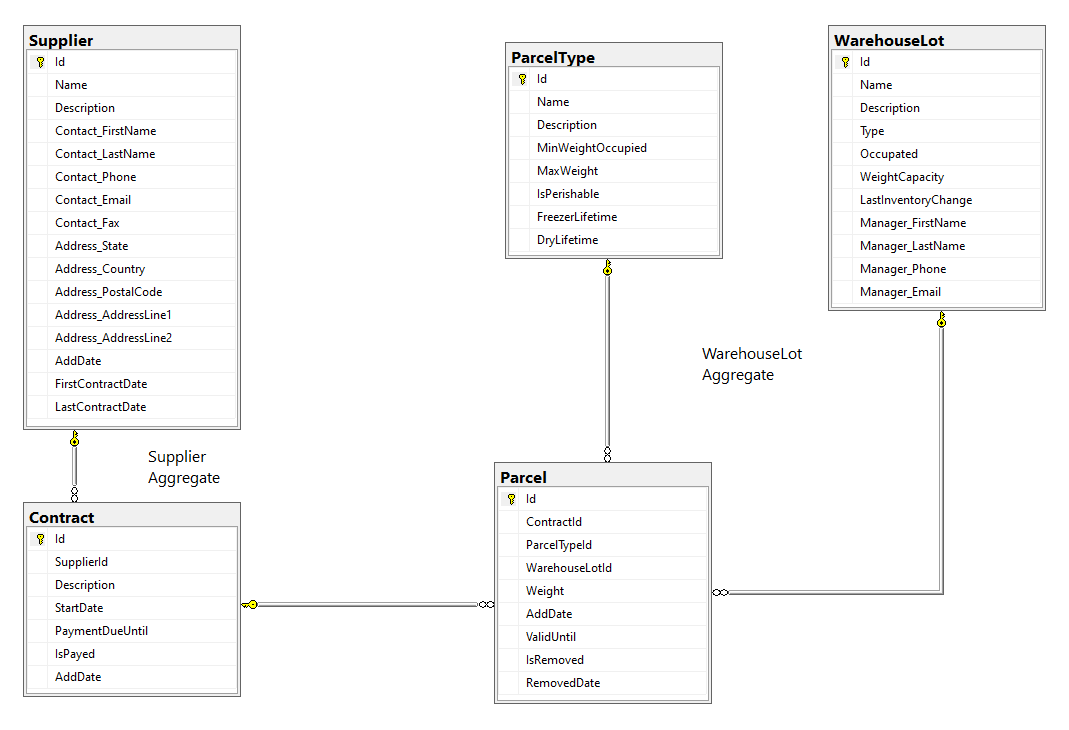 Supplier
Id
Name
Description
Contact_FirstName
Contact_LastName
Contact_Phone
Contact_Email
Contact_Fax
Address_State
Address_Country
Address_PostalCode
Address_AddressLine1
Address_AddressLine2
AddDate
FirstContractDate
LastContractDate
ParcelType
Id
Name
Description
MinWeightOccupied
MaxWeight
IsPerishable
FreezerLifetime
DryLifetime
WarehouseLot
Id
Name
Description
Type
Occupated
WeightCapacity
LastInventoryChange
Manager_FirstName
Manager_LastName
Manager_Phone
Manager_Email
WarehouseLot
Aggregate
Supplier
Aggregate
Contract
Id
SupplierId
Description
StartDate
PaymentDueUntil
IsPayed
AddDate
Parcel
Id
ContractId
ParcelTypeId
WarehouseLotId
Weight
AddDate
ValidUntil
IsRemoved
RemovedDate